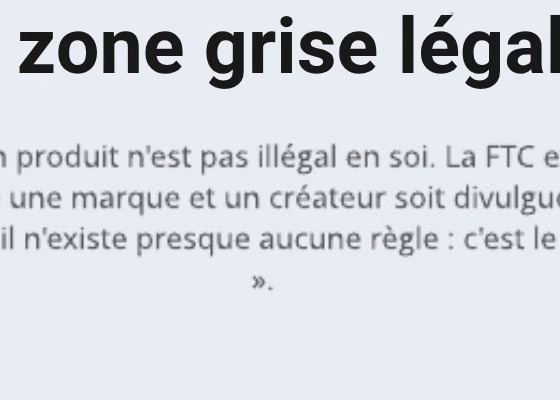 zone grise légal
produit n'est pas illégal en soi. La FTC e
une marque et un créateur soit divulgu
il n'existe presque aucune règle : c'est le
».